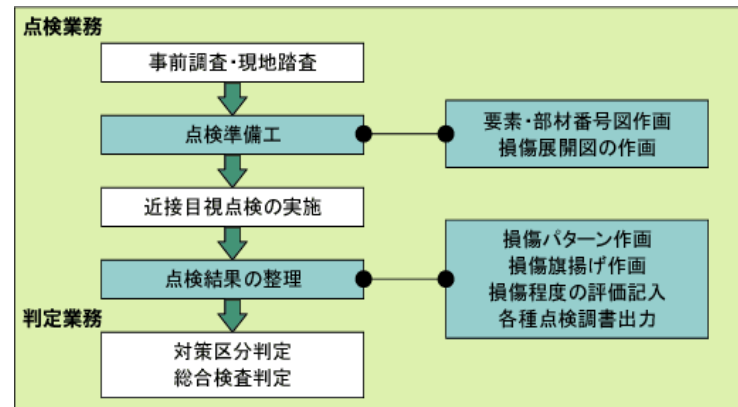 点検業務
事前調査・現地踏査
点検準備工
要素・部材番号図作画
損傷展開図の作画
近接目視点検の実施
点検結果の整理
損傷パターン作画
損傷旗揚げ作画
損傷程度の評価記入
各種点検調書出力
判定業務
対策区分判定
総合検査判定